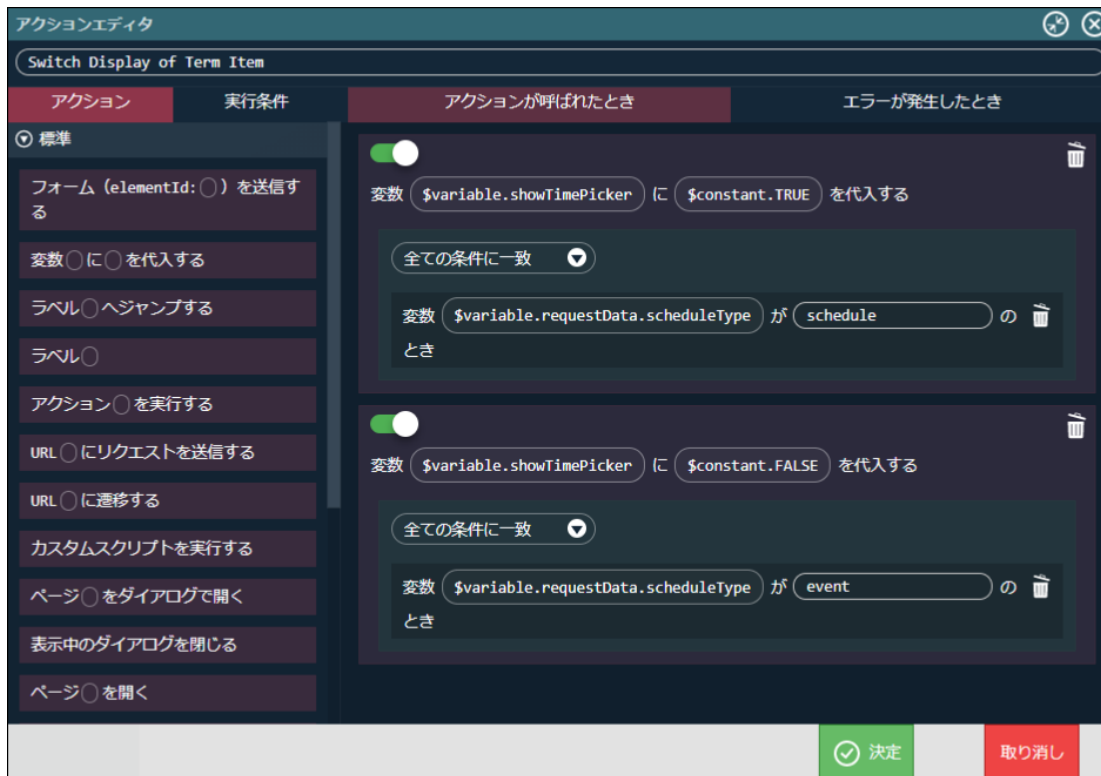 アクションエディタ
Switch Display of Term Item
アクション 実行条件 アクションが呼ばれたとき エラーが発生したとき
標準
フォーム (elementId:○) を送信す
る
変数○に○を代入する
ラベル○へジャンプする
ラベル○
アクション○を実行する
URL○にリクエストを送信する
URL○に遷移する
カスタムスクリプトを実行する
ページ○をダイアログで開く
表示中のダイアログを閉じる
ページ○を開く
変数 $variable.showTimePicker に $constant.TRUE を代入する
全ての条件に一致
変数 $variable.requestData.scheduleType が schedule の
とき
変数 $variable.showTimePicker に $constant.FALSE を代入する
全ての条件に一致
変数 $variable.requestData.scheduleType が event の
とき
決定 取り消し